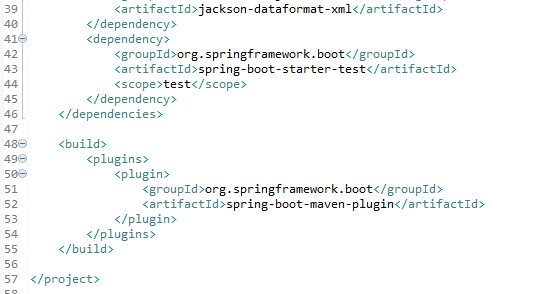 39 <artifactId>jackson-dataformat-xml</artifactId>
40 </dependency>
41 <dependency>
42 <groupId>org.springframework.boot</groupId>
43 <artifactId>spring-boot-starter-test</artifactId>
44 <scope>test</scope>
45 </dependency>
46 </dependencies>
47
48 <build>
49 <plugins>
50 <plugin>
51 <groupId>org.springframework.boot</groupId>
52 <artifactId>spring-boot-maven-plugin</artifactId>
53 </plugin>
54 </plugins>
55 </build>
56
57 </project>
58